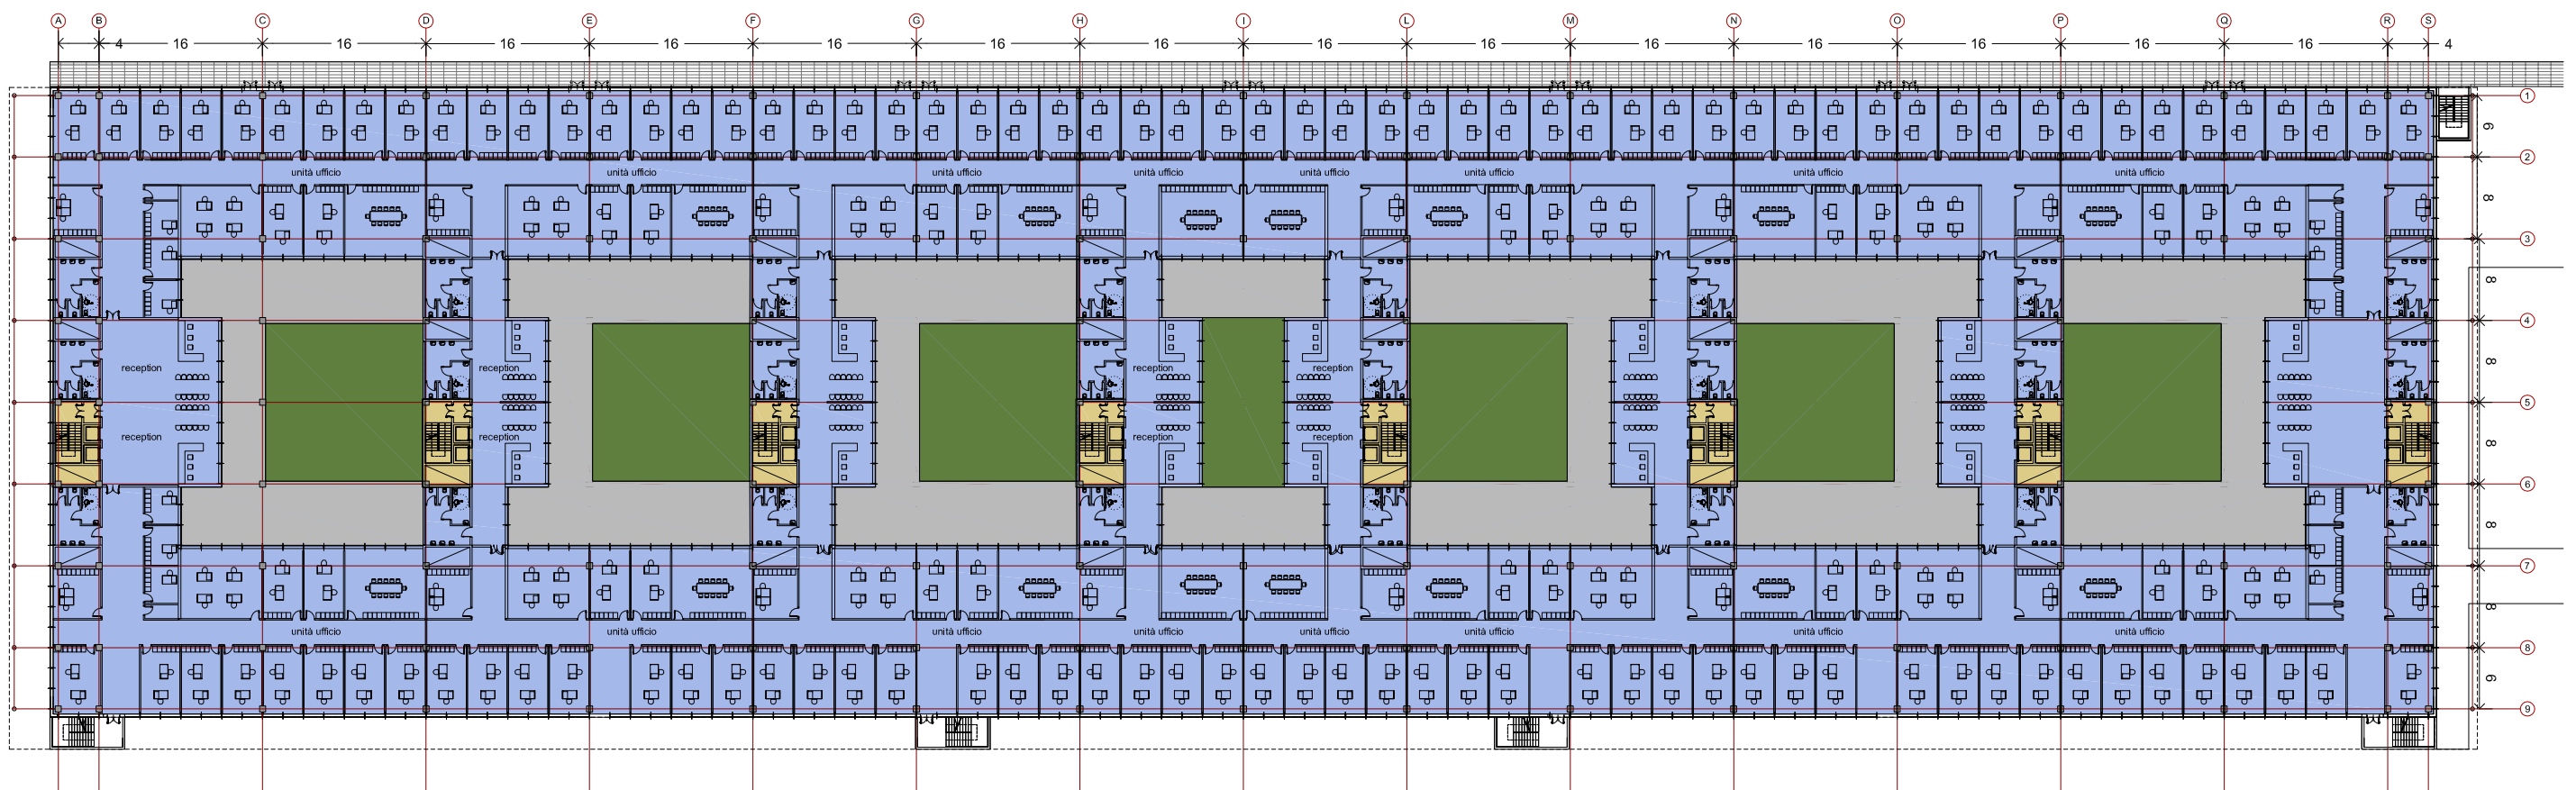 A B C D E F G H I L M N O P Q R S
4 16 16 16 16 16 16 16 16 16 16 16 16 16 16 4
1
6
2
unità ufficio unità ufficio unità ufficio unità ufficio unità ufficio unità ufficio unità ufficio unità ufficio
8
3
8
4
reception reception reception reception
8
5
reception reception reception reception
8
6
8
7
8
unità ufficio unità ufficio unità ufficio unità ufficio unità ufficio unità ufficio unità ufficio unità ufficio
8
6
9